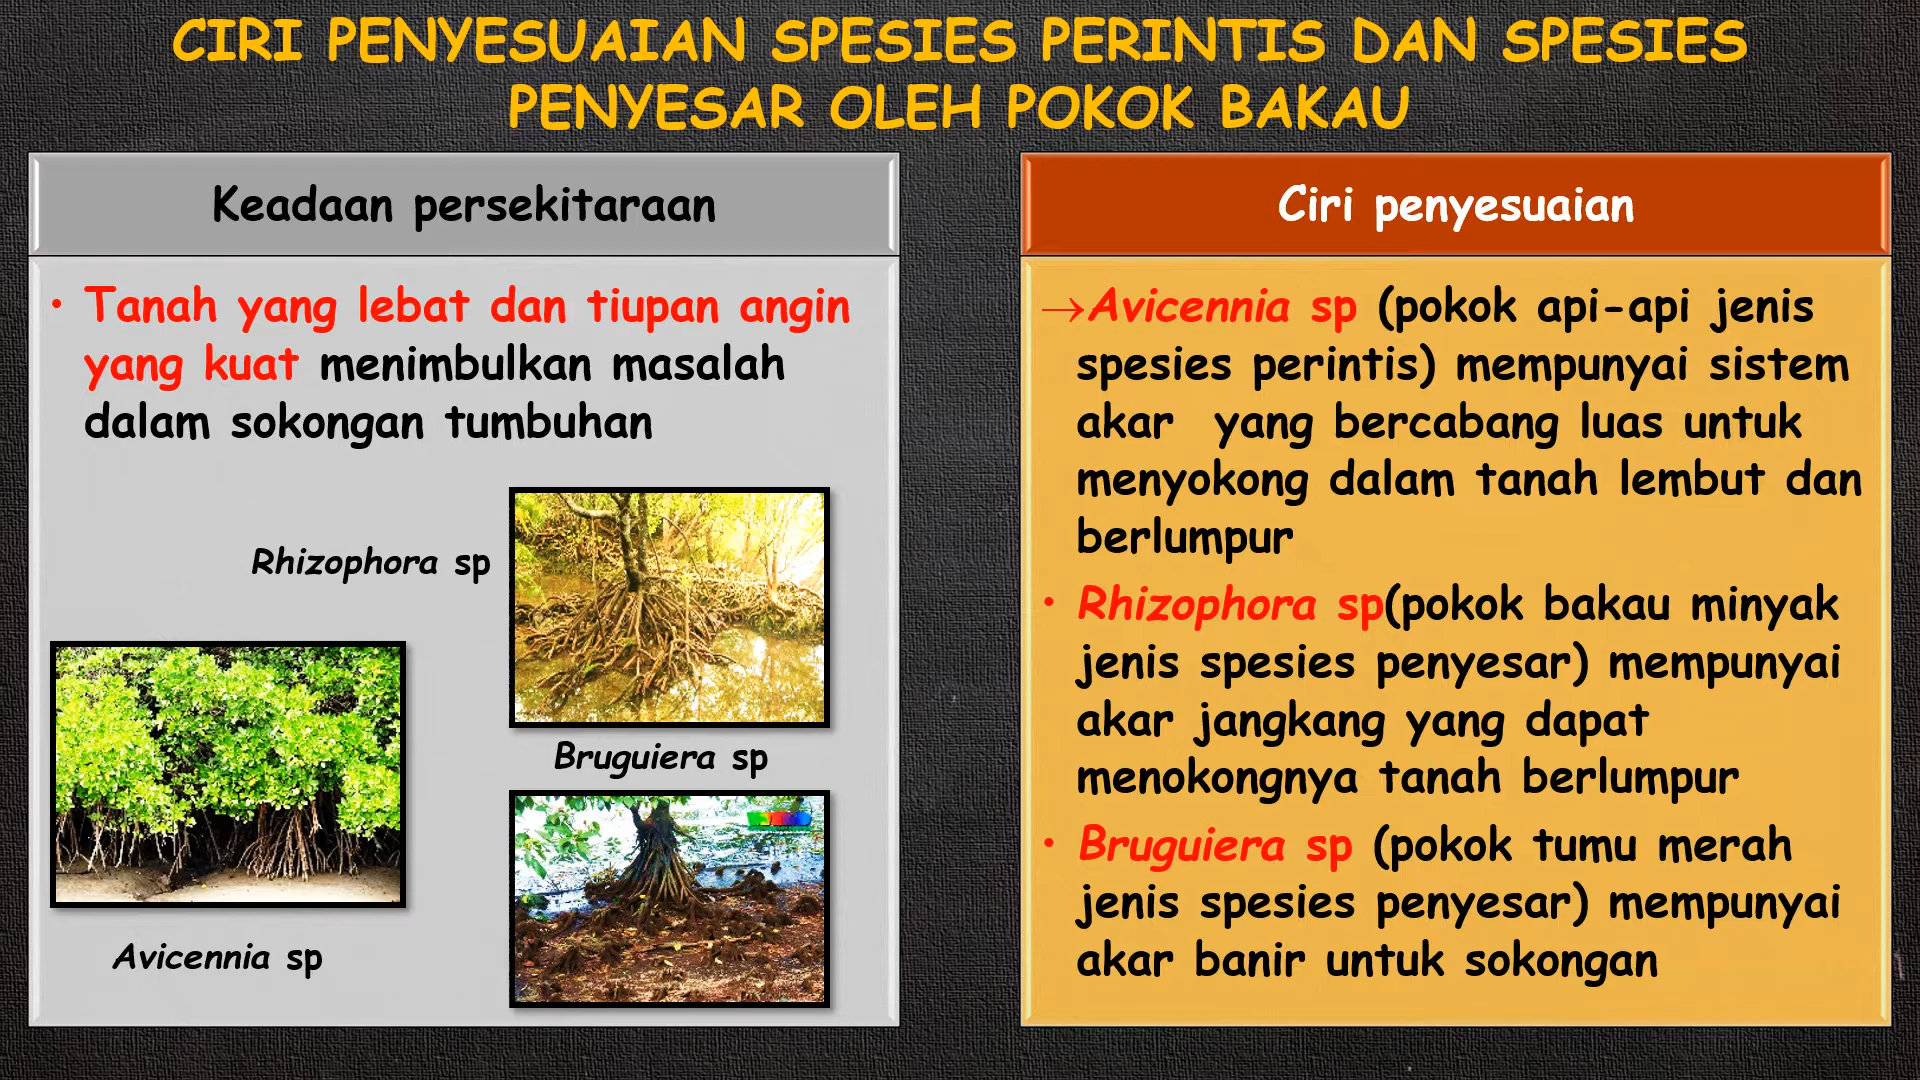 CIRI PENYESUAIAN SPESIES PERINTIS DAN SPESIES
PENYESAR OLEH POKOK BAKAU
Keadaan persekitaraan
• Tanah yang lebat dan tiupan angin
yang kuat menimbulkan masalah
dalam sokongan tumbuhan
Rhizophora sp
Bruguiera sp
Avicennia sp
Ciri penyesuaian
→Avicennia sp (pokok api-api jenis
spesies perintis) mempunyai sistem
akar yang bercabang luas untuk
menyokong dalam tanah lembut dan
berlumpur
• Rhizophora sp(pokok bakau minyak
jenis spesies penyesar) mempunyai
akar jangkang yang dapat
menokongnya tanah berlumpur
• Bruguiera sp (pokok tumu merah
jenis spesies penyesar) mempunyai
akar banir untuk sokongan